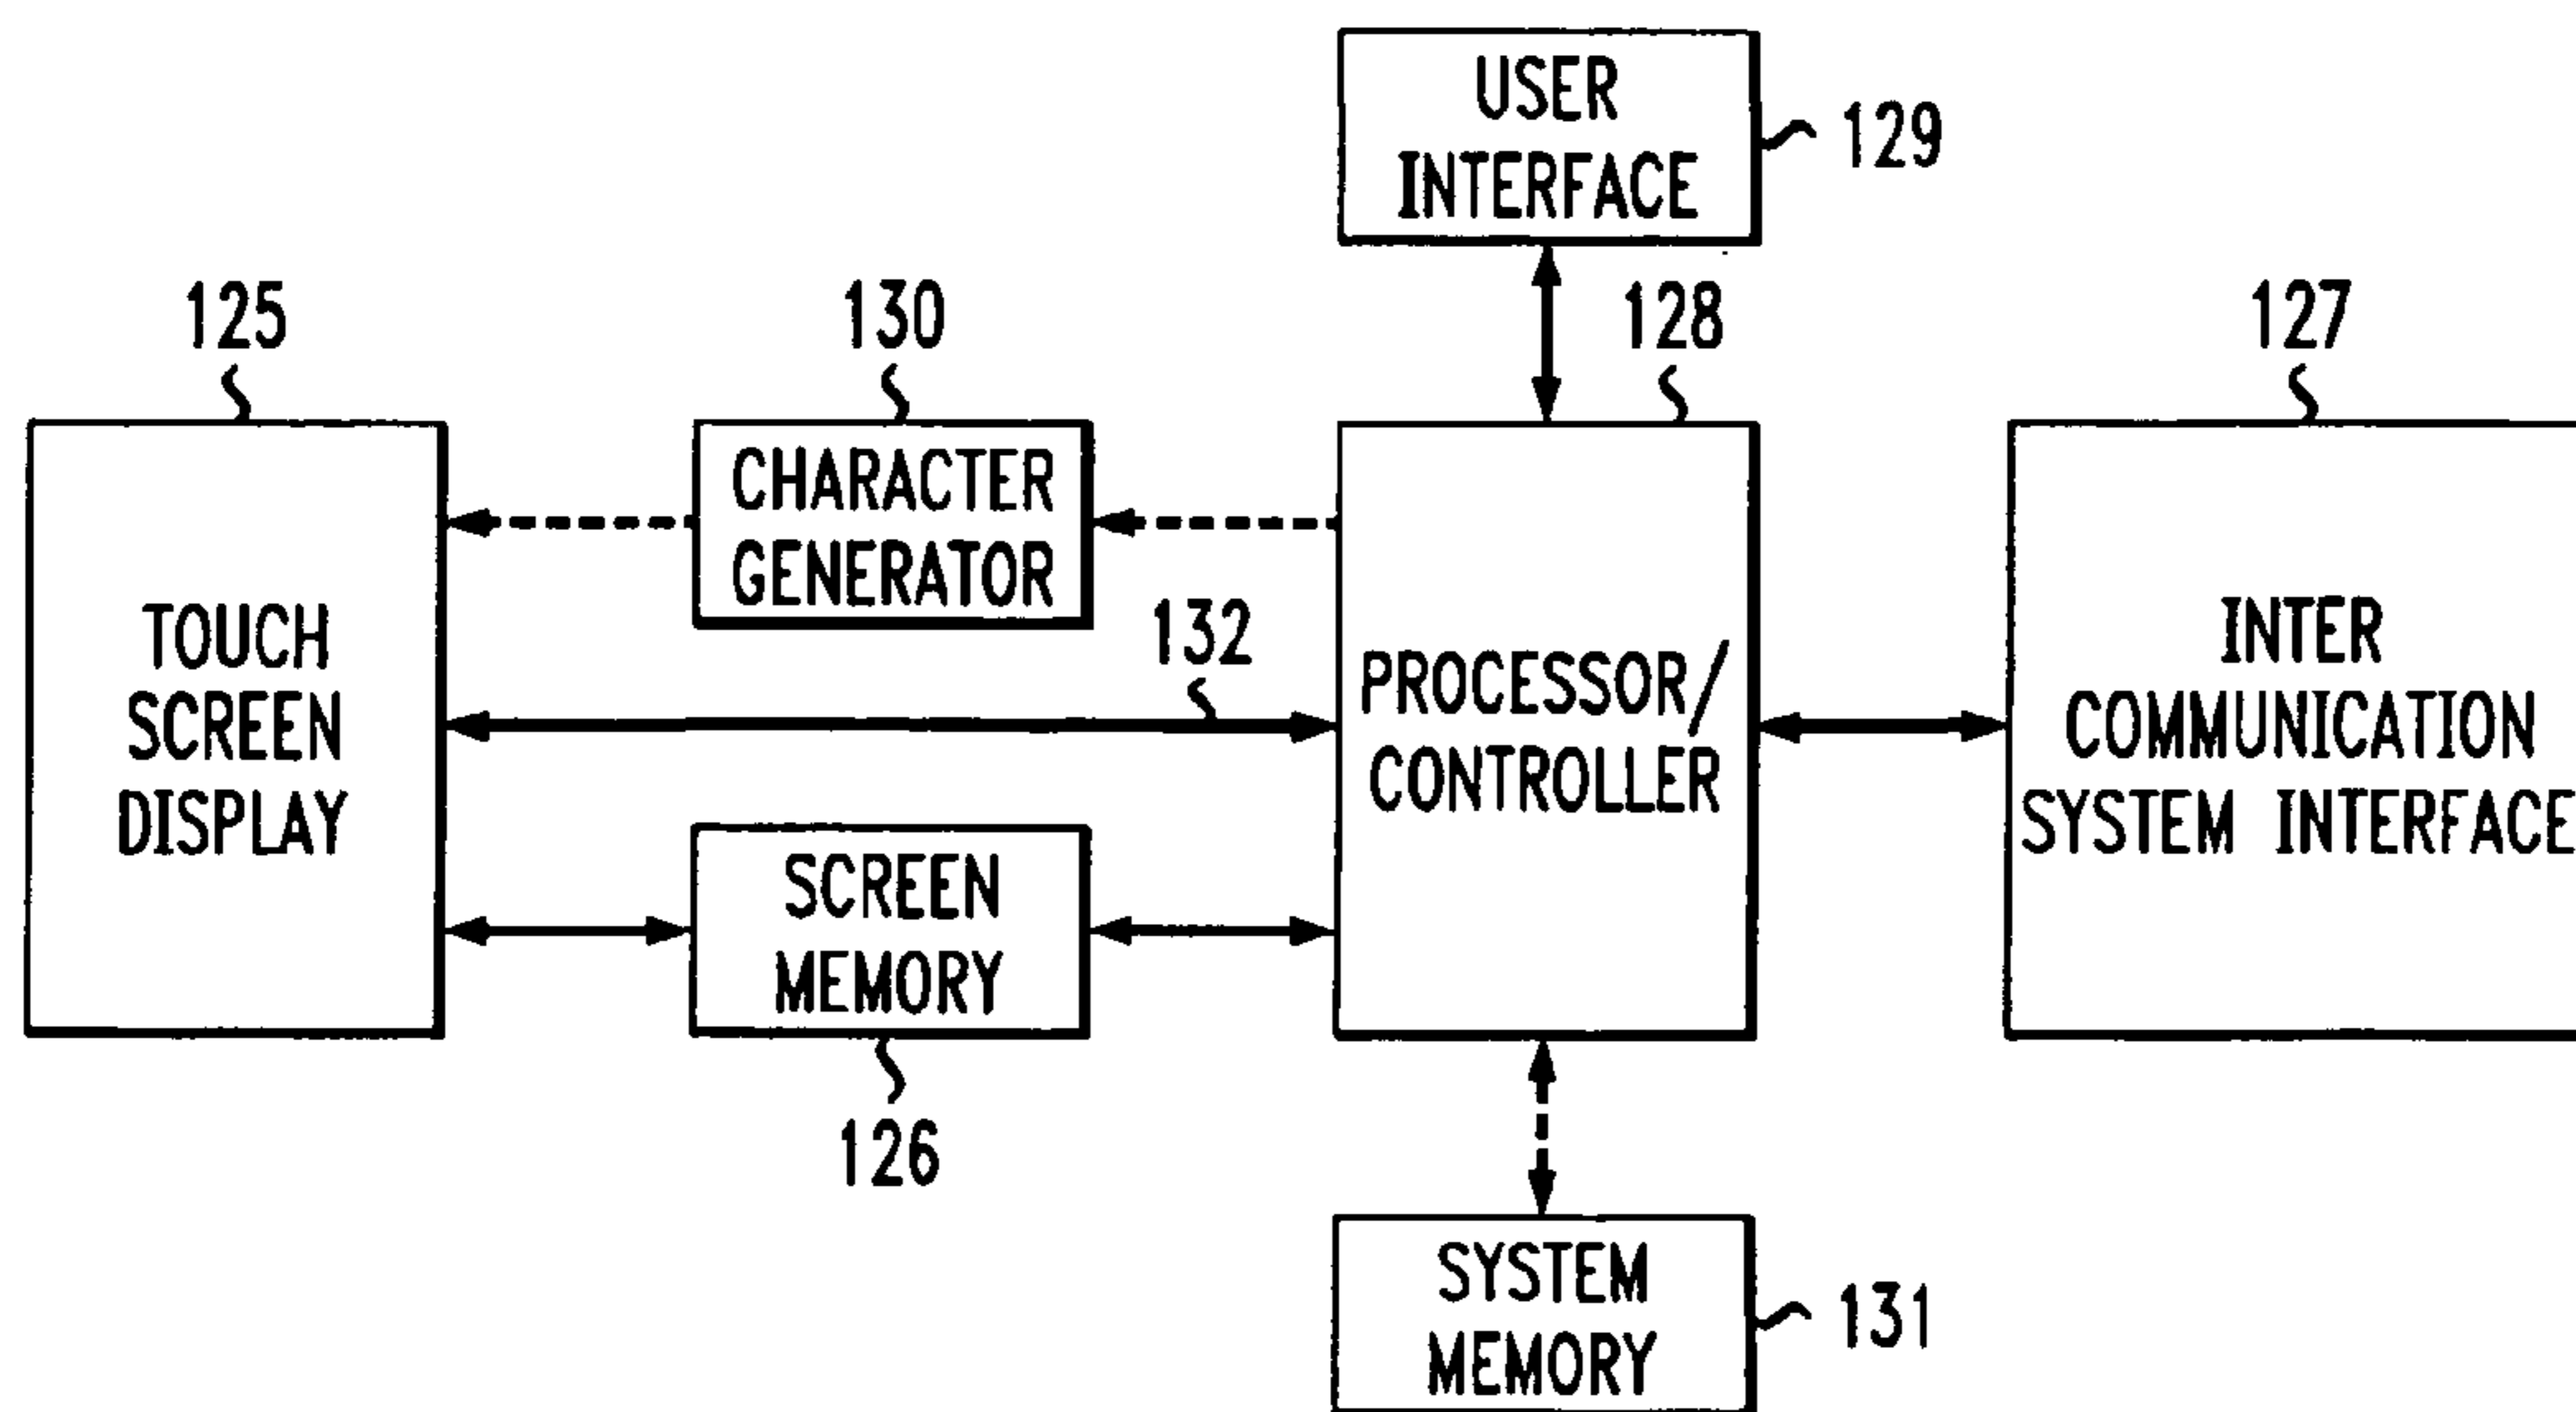 USER
INTERFACE
129
125
130
128
127
CHARACTER
GENERATOR
132
TOUCH
SCREEN
DISPLAY
PROCESSOR/
CONTROLLER
INTER
COMMUNICATION
SYSTEM INTERFACE
SCREEN
MEMORY
126
SYSTEM
MEMORY
131